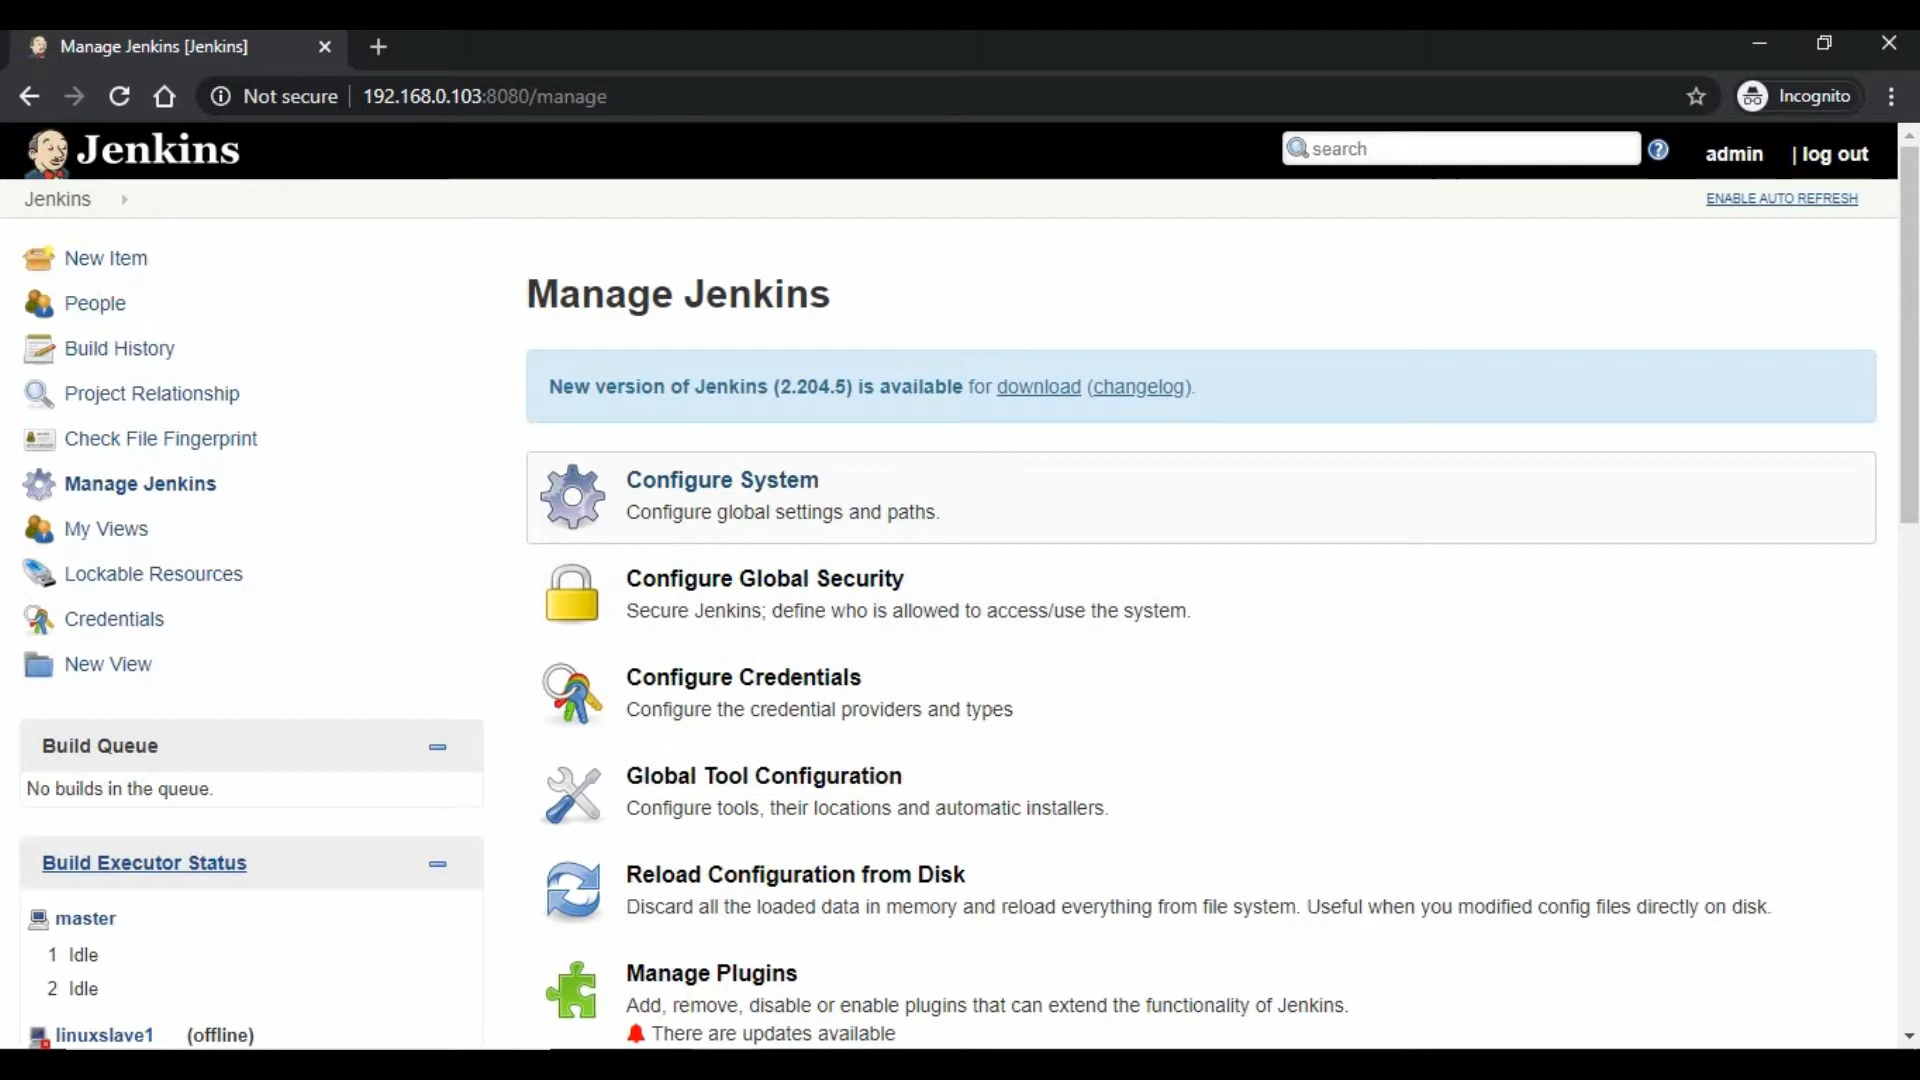 Manage Jenkins [Jenkins]
Not secure 192.168.0.103:8080/manage Incognito
Jenkins search admin | log out
Jenkins ENABLE AUTO REFRESH
New Item
People
Build History
Project Relationship
Check File Fingerprint
Manage Jenkins
My Views
Lockable Resources
Credentials
New View
Build Queue
No builds in the queue.
Build Executor Status
master
1 Idle
2 Idle
linuxslave1 (offline)
Manage Jenkins
New version of Jenkins (2.204.5) is available for download (changelog).
Configure System
Configure global settings and paths.
Configure Global Security
Secure Jenkins; define who is allowed to access/use the system.
Configure Credentials
Configure the credential providers and types
Global Tool Configuration
Configure tools, their locations and automatic installers.
Reload Configuration from Disk
Discard all the loaded data in memory and reload everything from file system. Useful when you modified config files directly on disk.
Manage Plugins
Add, remove, disable or enable plugins that can extend the functionality of Jenkins.
There are updates available